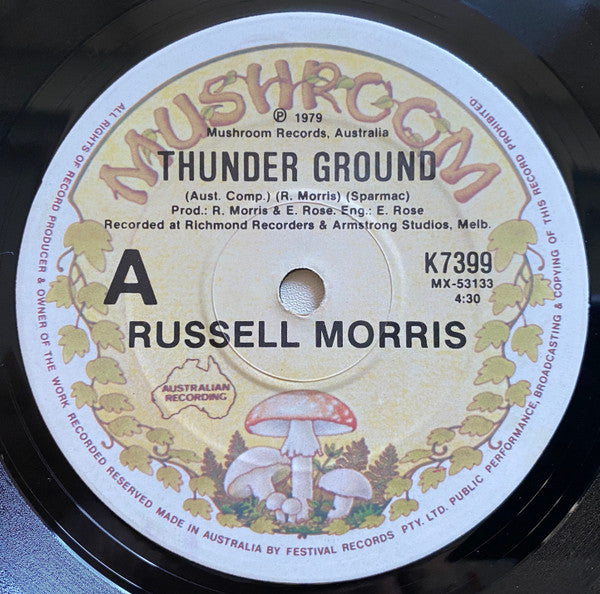 MUSHROOM
℗ 1979
Mushroom Records, Australia
THUNDER GROUND
(Aust. Comp.) (R. Morris) (Sparmac)
Prod.: R. Morris & E. Rose. Eng.: E. Rose
Recorded at Richmond Recorders & Armstrong Studios, Melb.
A
K7399
MX-53133
4:30
RUSSELL MORRIS
AUSTRALIAN
RECORDING
ALL RIGHTS OF RECORD PRODUCER & OWNER OF THE WORK RECORDED RESERVED MADE IN AUSTRALIA BY FESTIVAL RECORDS PTY. LTD. PUBLIC PERFORMANCE, BROADCASTING & COPYING OF THIS RECORD PROHIBITED.